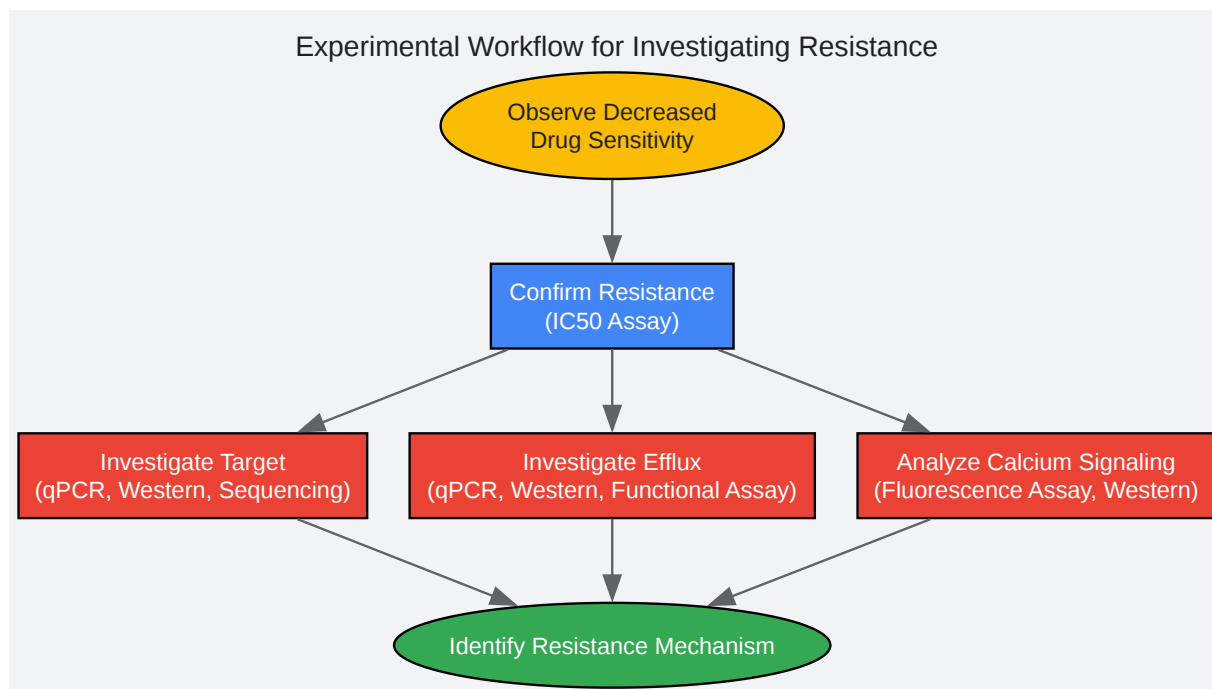 Experimental Workflow for Investigating Resistance
Observe Decreased
Drug Sensitivity
Confirm Resistance
(IC50 Assay)
Investigate Target
(qPCR, Western, Sequencing)
Investigate Efflux
(qPCR, Western, Functional Assay)
Analyze Calcium Signaling
(Fluorescence Assay, Western)
Identify Resistance Mechanism